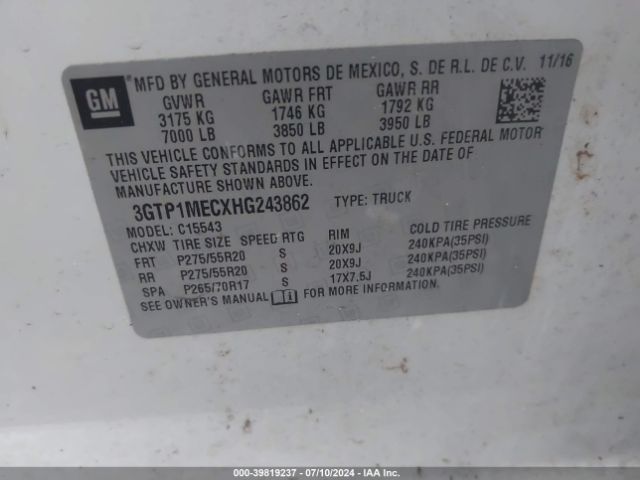 GM
MFD BY GENERAL MOTORS DE MEXICO, S. DE R.L. DE C.V. 11/16
GVWR GAWR FRT GAWR RR
3175 KG 1746 KG 1792 KG
7000 LB 3850 LB 3950 LB
THIS VEHICLE CONFORMS TO ALL APPLICABLE U.S. FEDERAL MOTOR
VEHICLE SAFETY STANDARDS IN EFFECT ON THE DATE OF
MANUFACTURE SHOWN ABOVE.
3GTP1MECXHG243862 TYPE: TRUCK
MODEL: C15543
CHXW TIRE SIZE SPEED RTG RIM COLD TIRE PRESSURE
FRT P275/55R20 S 20X9J 240KPA(35PSI)
RR P275/55R20 S 20X9J 240KPA(35PSI)
SPA P265/70R17 S 17X7.5J 240KPA(35PSI)
SEE OWNER'S MANUAL FOR MORE INFORMATION.
000-39819237 - 07/10/2024 - IAAI.com